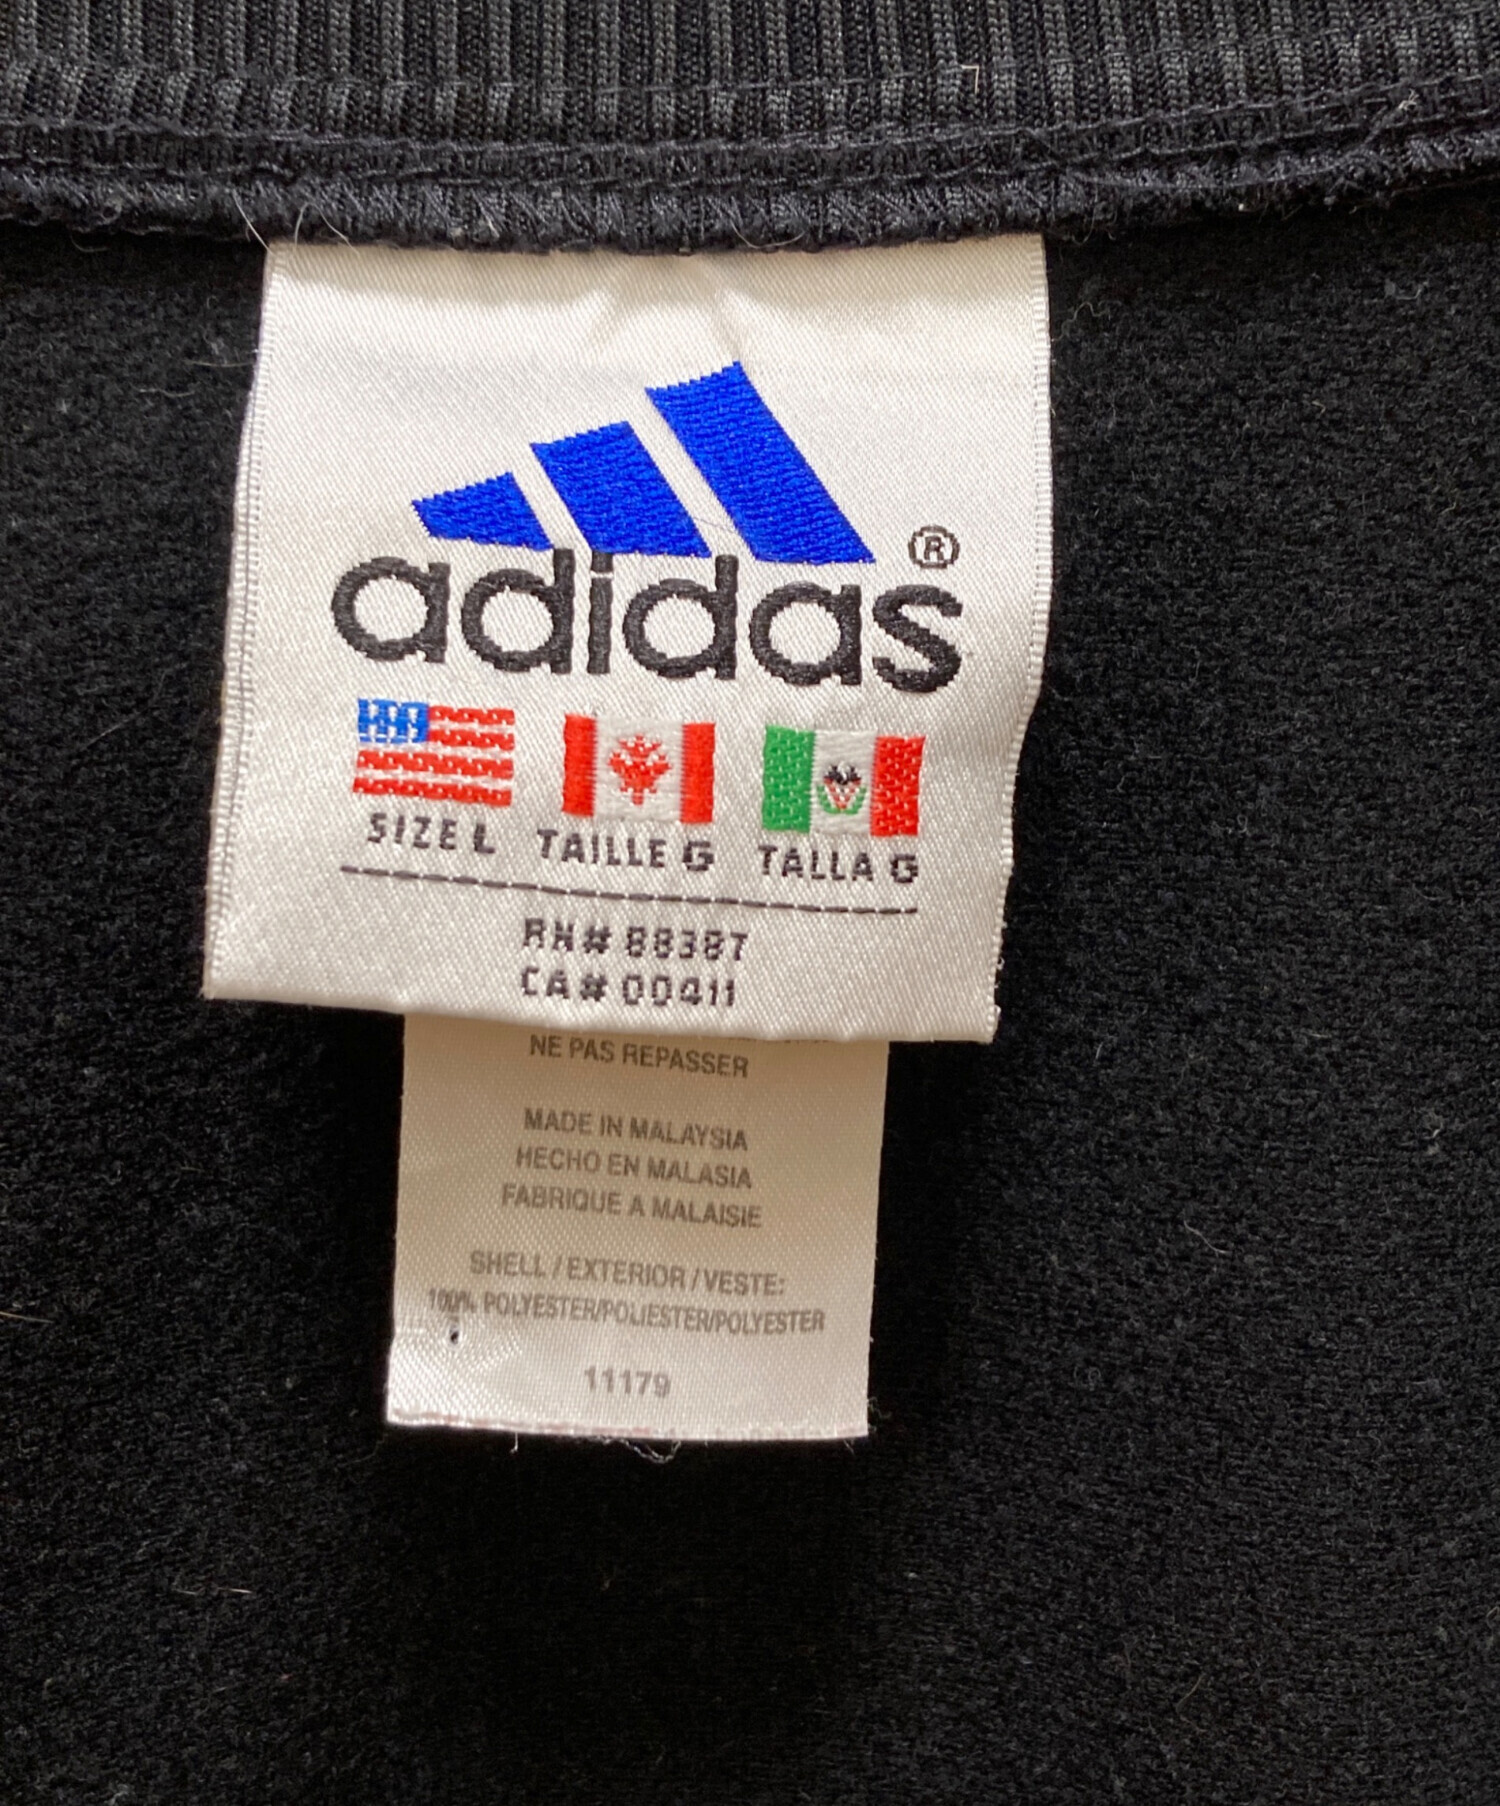 adidas®
SIZE L TAILLE G TALLA G
RN# 88387
CA# 00411
NE PAS REPASSER
MADE IN MALAYSIA
HECHO EN MALASIA
FABRIQUE A MALAISIE
SHELL / EXTERIOR / VESTE:
100% POLYESTER/POLIESTER/POLYESTER
11179